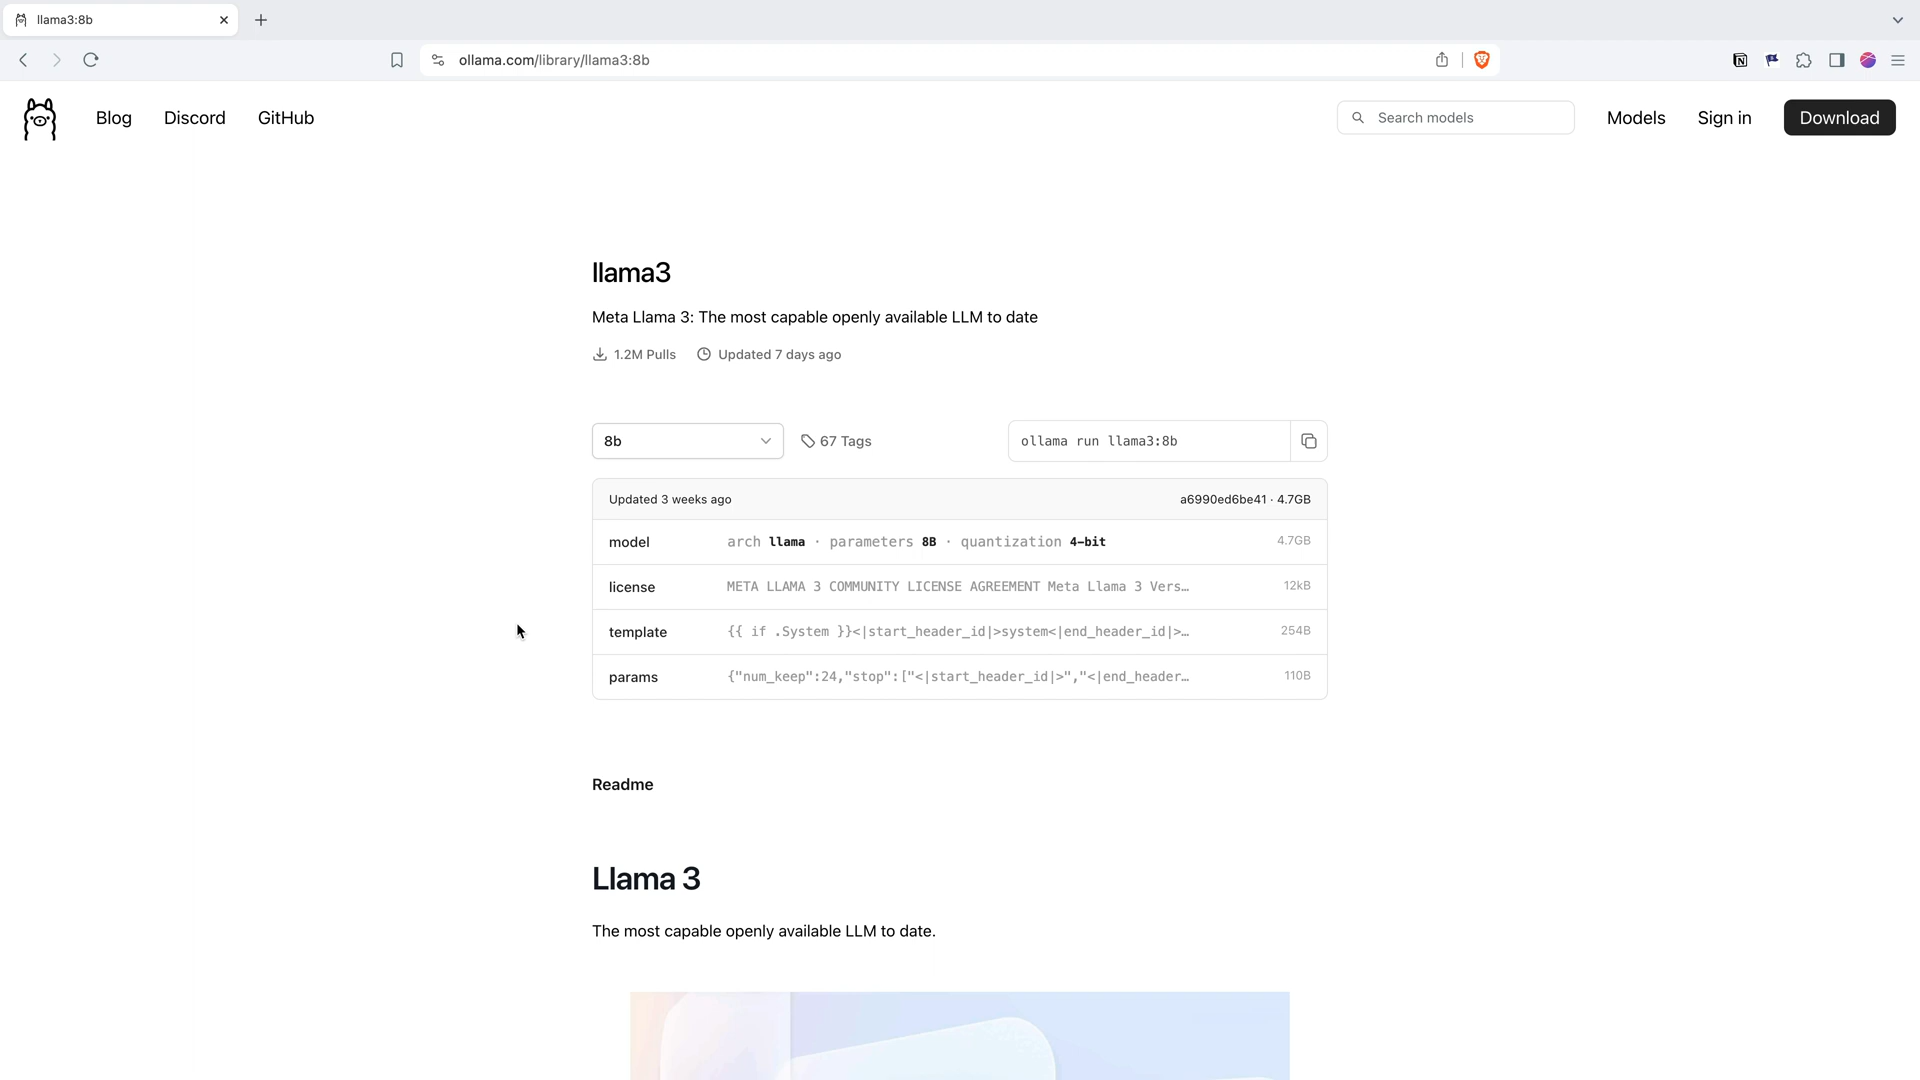 llama3:8b
ollama.com/library/llama3:8b
Blog Discord GitHub Search models Models Sign in Download
llama3
Meta Llama 3: The most capable openly available LLM to date
1.2M Pulls Updated 7 days ago
8b 67 Tags ollama run llama3:8b
Updated 3 weeks ago a6990ed6be41 · 4.7GB
model arch llama · parameters 8B · quantization 4-bit 4.7GB
license META LLAMA 3 COMMUNITY LICENSE AGREEMENT Meta Llama 3 Vers… 12kB
template {{ if .System }}<|start_header_id|>system<|end_header_id|>… 254B
params {"num_keep":24,"stop":["<|start_header_id|>","<|end_header… 110B
Readme
Llama 3
The most capable openly available LLM to date.